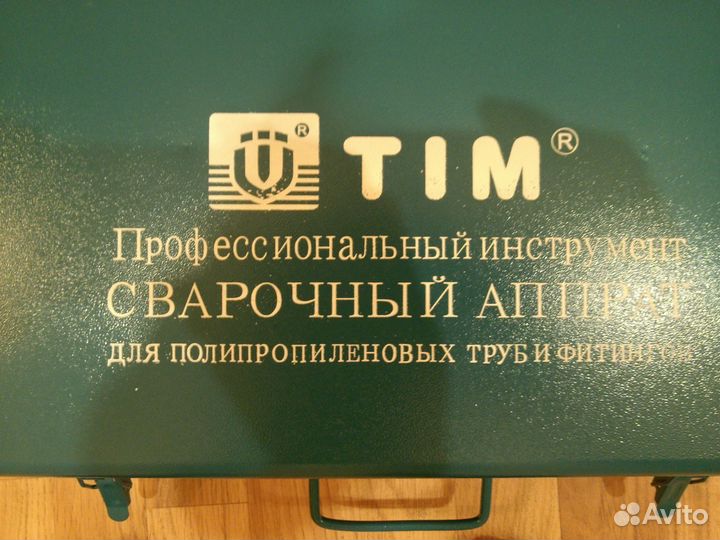 Ü® TIM®
Профессиональный инструмент
СВАРОЧНЫЙ АППРАТ
ДЛЯ ПОЛИПРОПИЛЕНОВЫХ ТРУБ И ФИТИНГОВ
Avito